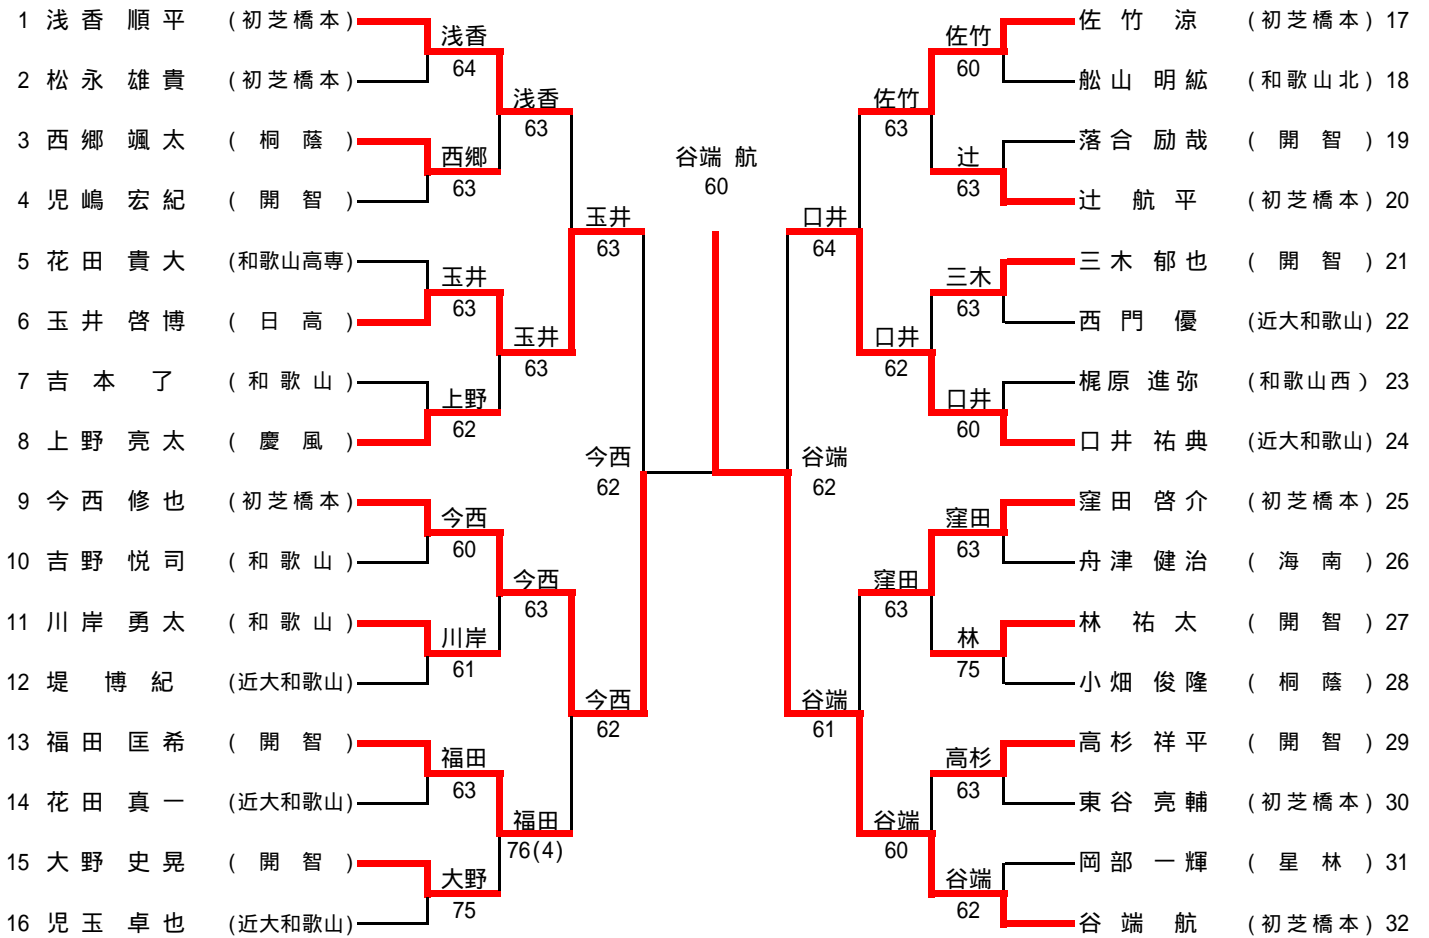 1 浅香 順平 (初芝橋本)
2 松永 雄貴 (初芝橋本)
3 西郷 颯太 (桐蔭)
4 児嶋 宏紀 (開智)
5 花田 貴大 (和歌山高専)
6 玉井 啓博 (日高)
7 吉本 了 (和歌山)
8 上野 亮太 (慶風)
9 今西 修也 (初芝橋本)
10 吉野 悦司 (和歌山)
11 川岸 勇太 (和歌山)
12 堤 博紀 (近大和歌山)
13 福田 匡希 (開智)
14 花田 真一 (近大和歌山)
15 大野 史晃 (開智)
16 児玉 卓也 (近大和歌山)
浅香
64
西郷
63
玉井
63
上野
62
今西
60
川岸
61
福田
63
大野
75
浅香
63
玉井
63
今西
63
福田
76(4)
玉井
63
今西
62
今西
62
谷端 航
60
谷端
62
口井
64
谷端
61
佐竹
63
口井
62
窪田
63
谷端
60
佐竹
60
辻
63
三木
63
口井
60
窪田
63
林
75
高杉
63
谷端
62
佐竹 涼 (初芝橋本) 17
舩山 明紘 (和歌山北) 18
落合 励哉 (開智) 19
辻 航平 (初芝橋本) 20
三木 郁也 (開智) 21
西門 優 (近大和歌山) 22
梶原 進弥 (和歌山西) 23
口井 祐典 (近大和歌山) 24
窪田 啓介 (初芝橋本) 25
舟津 健治 (海南) 26
林 祐太 (開智) 27
小畑 俊隆 (桐蔭) 28
高杉 祥平 (開智) 29
東谷 亮輔 (初芝橋本) 30
岡部 一輝 (星林) 31
谷端 航 (初芝橋本) 32